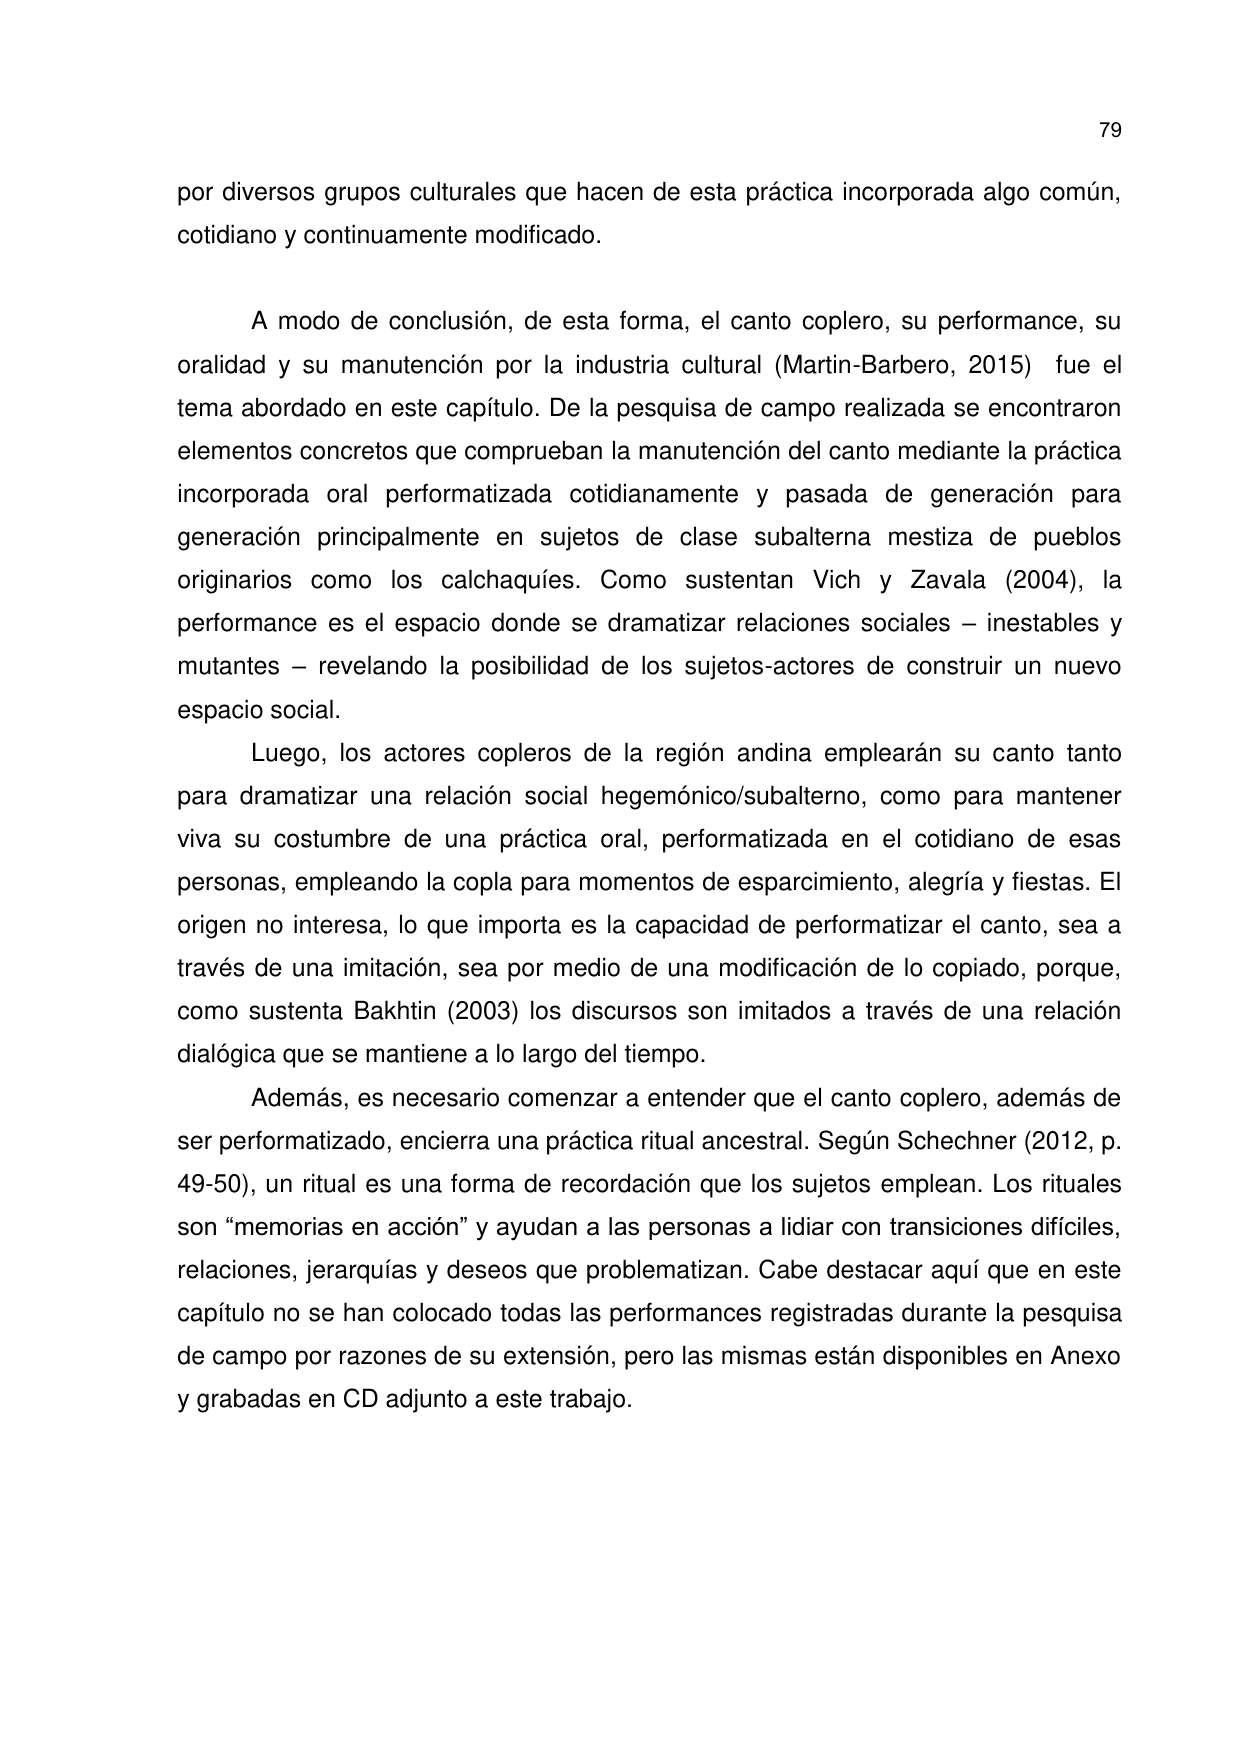 79
por diversos grupos culturales que hacen de esta práctica incorporada algo común,
cotidiano y continuamente modificado.
A modo de conclusión, de esta forma, el canto coplero, su performance, su
oralidad y su manutención por la industria cultural (Martin-Barbero, 2015)  fue el
tema abordado en este capítulo. De la pesquisa de campo realizada se encontraron
elementos concretos que comprueban la manutención del canto mediante la práctica
incorporada oral performatizada cotidianamente y pasada de generación para
generación principalmente en sujetos de clase subalterna mestiza de pueblos
originarios como los calchaquíes. Como sustentan Vich y Zavala (2004), la
performance es el espacio donde se dramatizar relaciones sociales – inestables y
mutantes – revelando la posibilidad de los sujetos-actores de construir un nuevo
espacio social.
Luego, los actores copleros de la región andina emplearán su canto tanto
para dramatizar una relación social hegemónico/subalterno, como para mantener
viva su costumbre de una práctica oral, performatizada en el cotidiano de esas
personas, empleando la copla para momentos de esparcimiento, alegría y fiestas. El
origen no interesa, lo que importa es la capacidad de performatizar el canto, sea a
través de una imitación, sea por medio de una modificación de lo copiado, porque,
como sustenta Bakhtin (2003) los discursos son imitados a través de una relación
dialógica que se mantiene a lo largo del tiempo.
Además, es necesario comenzar a entender que el canto coplero, además de
ser performatizado, encierra una práctica ritual ancestral. Según Schechner (2012, p.
49-50), un ritual es una forma de recordación que los sujetos emplean. Los rituales
son “memorias en acción” y ayudan a las personas a lidiar con transiciones difíciles,
relaciones, jerarquías y deseos que problematizan. Cabe destacar aquí que en este
capítulo no se han colocado todas las performances registradas durante la pesquisa
de campo por razones de su extensión, pero las mismas están disponibles en Anexo
y grabadas en CD adjunto a este trabajo.